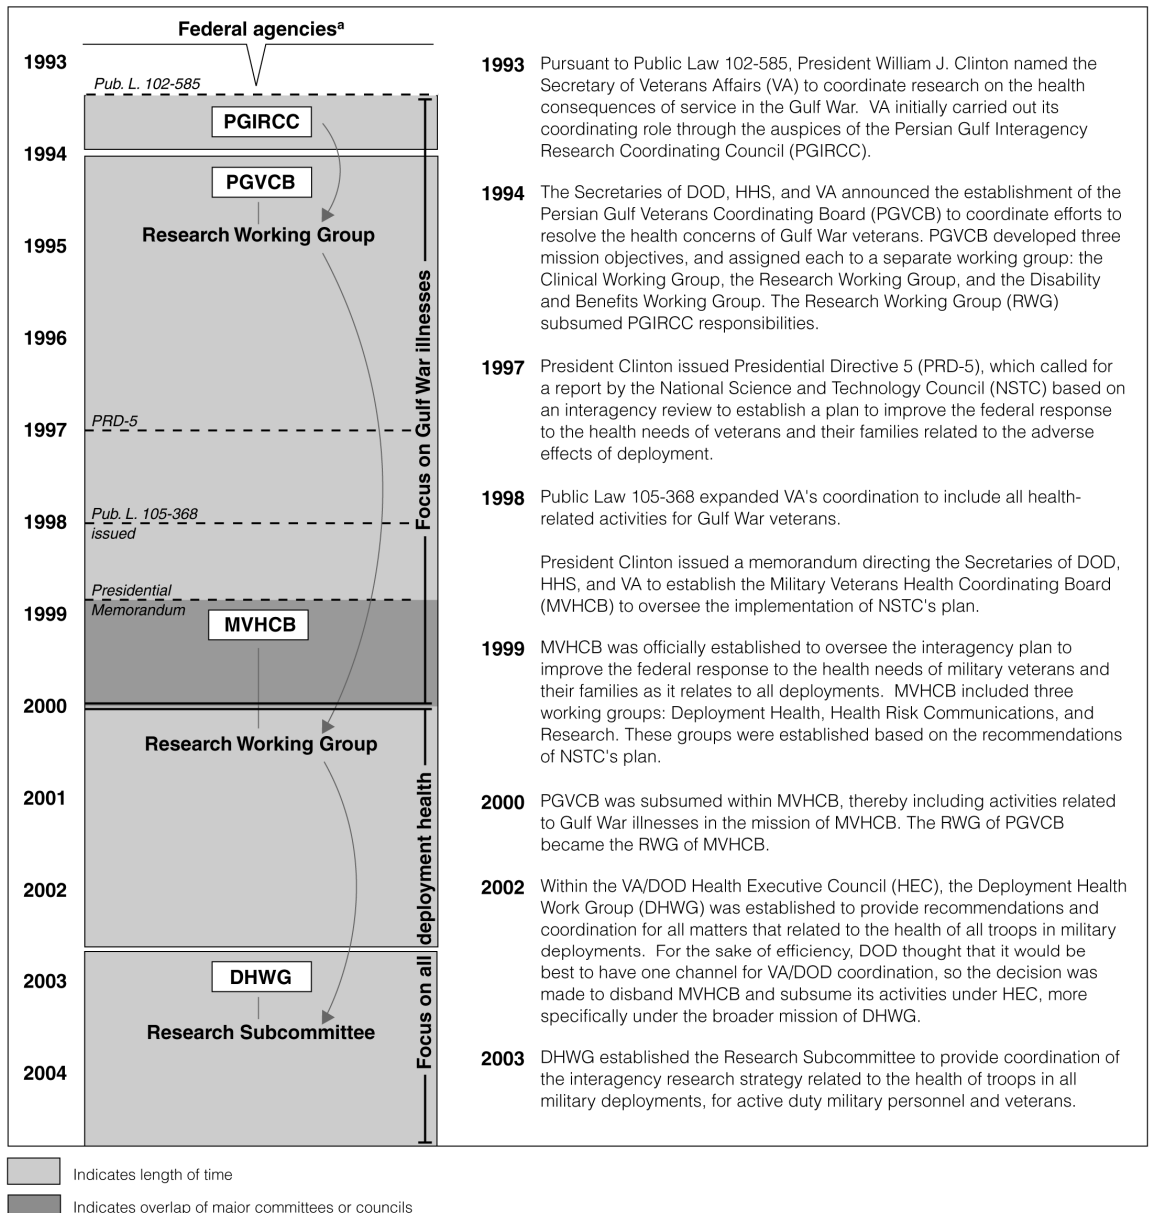 Federal agenciesa
1993
Pub. L. 102-585
PGIRCC
1994
PGVCB
Research Working Group
1995
1996
PRD-5
1997
Pub. L. 105-368
1998
issued
Presidential
Memorandum
1999
MVHCB
2000
Research Working Group
2001
2002
DHWG
2003
Research Subcommittee
2004
Focus on Gulf War illnesses
Focus on all deployment health
1993 Pursuant to Public Law 102-585, President William J. Clinton named the
Secretary of Veterans Affairs (VA) to coordinate research on the health
consequences of service in the Gulf War. VA initially carried out its
coordinating role through the auspices of the Persian Gulf Interagency
Research Coordinating Council (PGIRCC).
1994 The Secretaries of DOD, HHS, and VA announced the establishment of the
Persian Gulf Veterans Coordinating Board (PGVCB) to coordinate efforts to
resolve the health concerns of Gulf War veterans. PGVCB developed three
mission objectives, and assigned each to a separate working group: the
Clinical Working Group, the Research Working Group, and the Disability
and Benefits Working Group. The Research Working Group (RWG)
subsumed PGIRCC responsibilities.
1997 President Clinton issued Presidential Directive 5 (PRD-5), which called for
a report by the National Science and Technology Council (NSTC) based on
an interagency review to establish a plan to improve the federal response
to the health needs of veterans and their families related to the adverse
effects of deployment.
1998 Public Law 105-368 expanded VA's coordination to include all health-
related activities for Gulf War veterans.
President Clinton issued a memorandum directing the Secretaries of DOD,
HHS, and VA to establish the Military Veterans Health Coordinating Board
(MVHCB) to oversee the implementation of NSTC's plan.
1999 MVHCB was officially established to oversee the interagency plan to
improve the federal response to the health needs of military veterans and
their families as it relates to all deployments. MVHCB included three
working groups: Deployment Health, Health Risk Communications, and
Research. These groups were established based on the recommendations
of NSTC's plan.
2000 PGVCB was subsumed within MVHCB, thereby including activities related
to Gulf War illnesses in the mission of MVHCB. The RWG of PGVCB
became the RWG of MVHCB.
2002 Within the VA/DOD Health Executive Council (HEC), the Deployment Health
Work Group (DHWG) was established to provide recommendations and
coordination for all matters that related to the health of all troops in military
deployments. For the sake of efficiency, DOD thought that it would be
best to have one channel for VA/DOD coordination, so the decision was
made to disband MVHCB and subsume its activities under HEC, more
specifically under the broader mission of DHWG.
2003 DHWG established the Research Subcommittee to provide coordination of
the interagency research strategy related to the health of troops in all
military deployments, for active duty military personnel and veterans.
Indicates length of time
Indicates overlap of major committees or councils